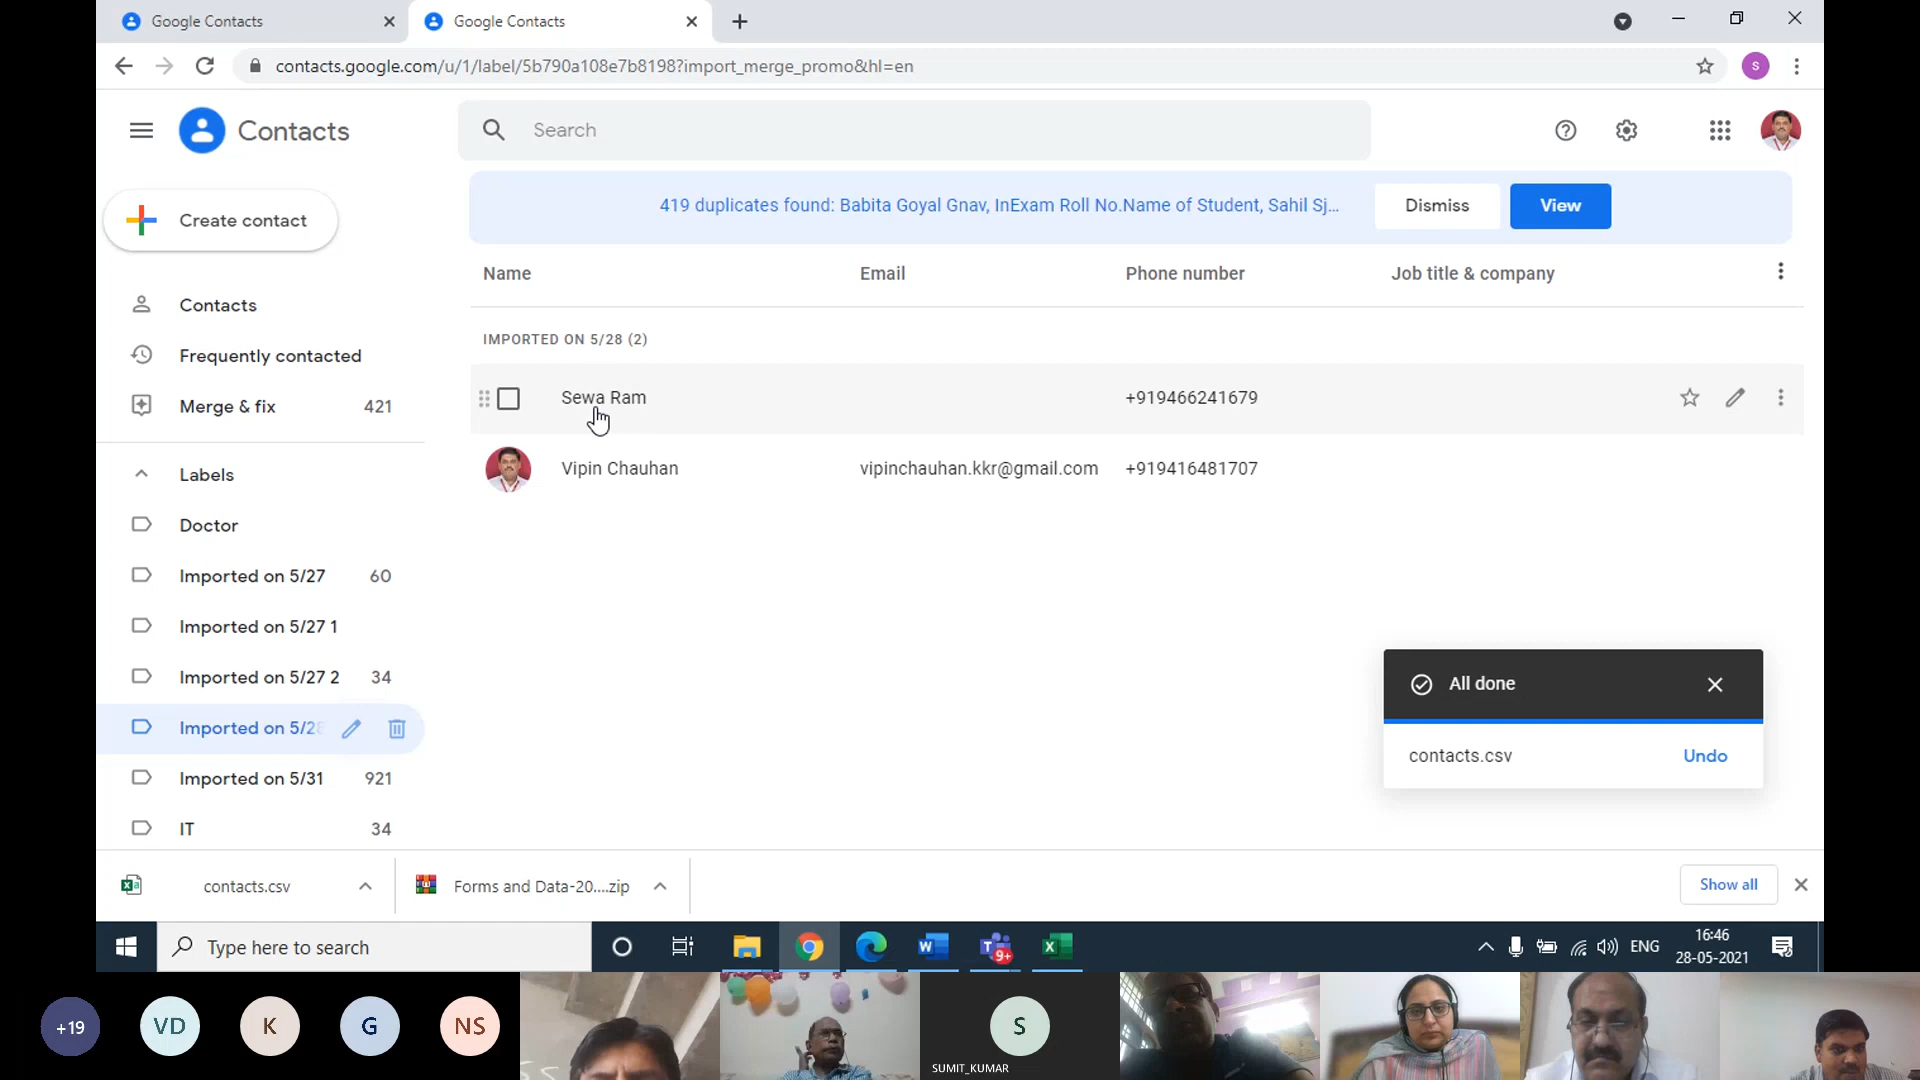 Google Contacts
Google Contacts
contacts.google.com/u/1/label/5b790a108e7b8198?import_merge_promo&hl=en
S
Contacts
Search
Create contact
419 duplicates found: Babita Goyal Gnav, InExam Roll No.Name of Student, Sahil Sj...
Dismiss
View
Name
Email
Phone number
Job title & company
Contacts
Frequently contacted
Merge & fix
421
IMPORTED ON 5/28 (2)
Sewa Ram
+919466241679
Vipin Chauhan
vipinchauhan.kkr@gmail.com
+919416481707
Labels
Doctor
Imported on 5/27
60
Imported on 5/27 1
Imported on 5/27 2
34
Imported on 5/28
Imported on 5/31
921
IT
34
All done
contacts.csv
Undo
contacts.csv
Forms and Data-20....zip
Show all
Type here to search
9+
ENG
16:46
28-05-2021
+19
VD
K
G
NS
S
SUMIT_KUMAR